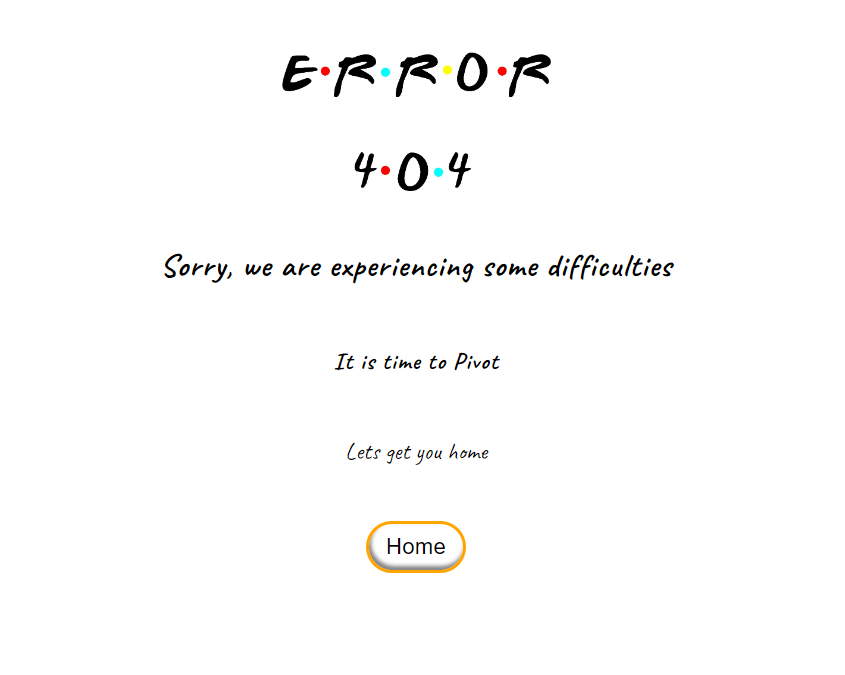 E•R•R•O•R
4•0•4
Sorry, we are experiencing some difficulties
It is time to Pivot
Lets get you home
Home